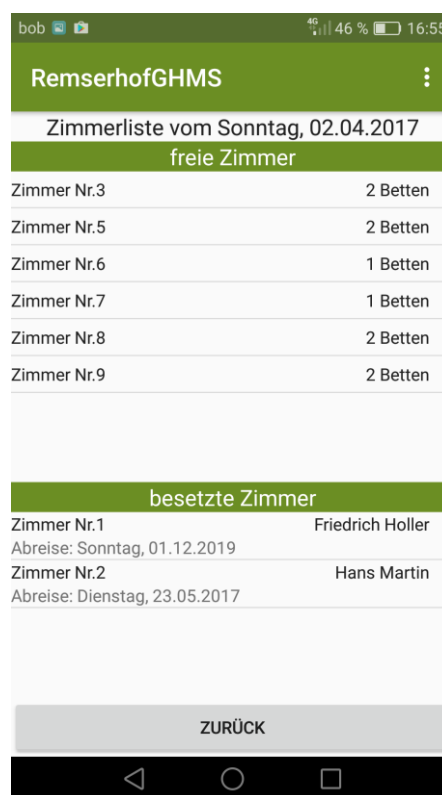 bob 4G 46 % 16:55
RemserhofGHMS
Zimmerliste vom Sonntag, 02.04.2017
freie Zimmer
Zimmer Nr.3 2 Betten
Zimmer Nr.5 2 Betten
Zimmer Nr.6 1 Betten
Zimmer Nr.7 1 Betten
Zimmer Nr.8 2 Betten
Zimmer Nr.9 2 Betten
besetzte Zimmer
Zimmer Nr.1 Friedrich Holler
Abreise: Sonntag, 01.12.2019
Zimmer Nr.2 Hans Martin
Abreise: Dienstag, 23.05.2017
ZURÜCK